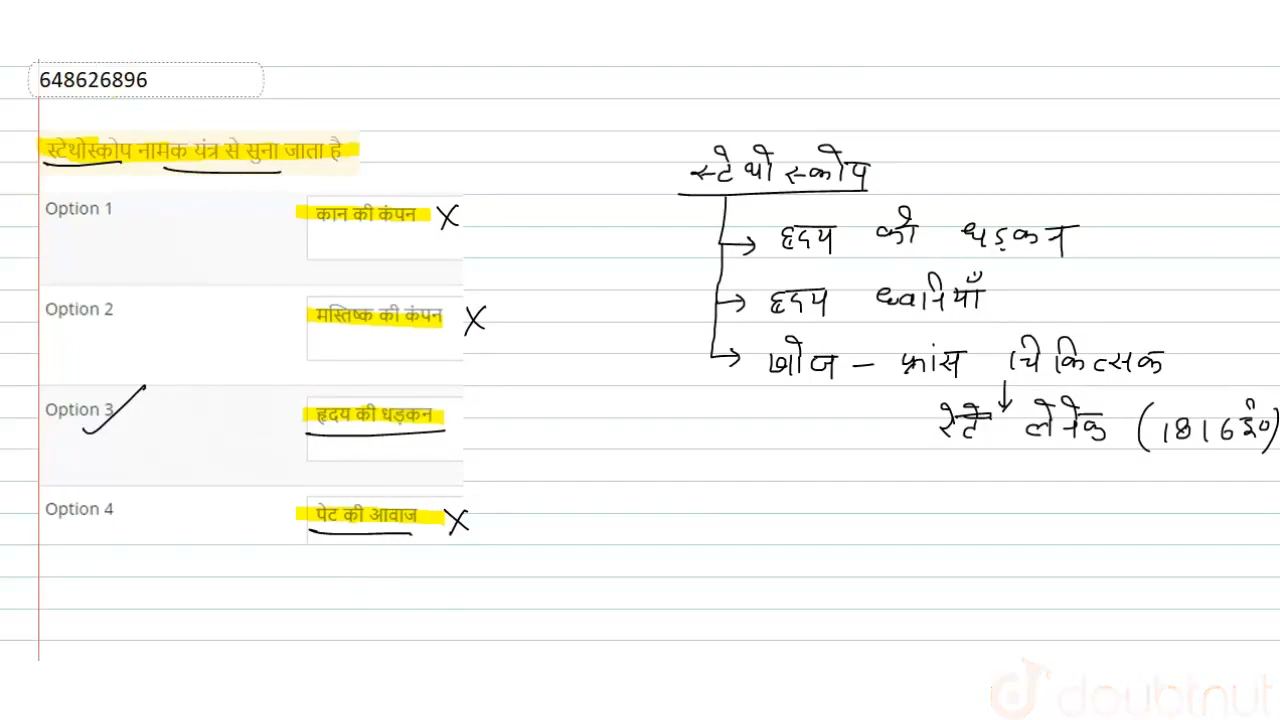 648626896
स्टेथोस्कोप नामक यंत्र से सुना जाता है
Option 1
कान की कंपन X
Option 2
मस्तिष्क की कंपन X
Option 3
हृदय की धड़कन
Option 4
पेट की आवाज X
स्टेथोस्कोप
हृदय की धड़कन
हृदय ध्वनियाँ
खोज - फ्रांस चिकित्सक
लेनेक (1816ई०)
doubtnut